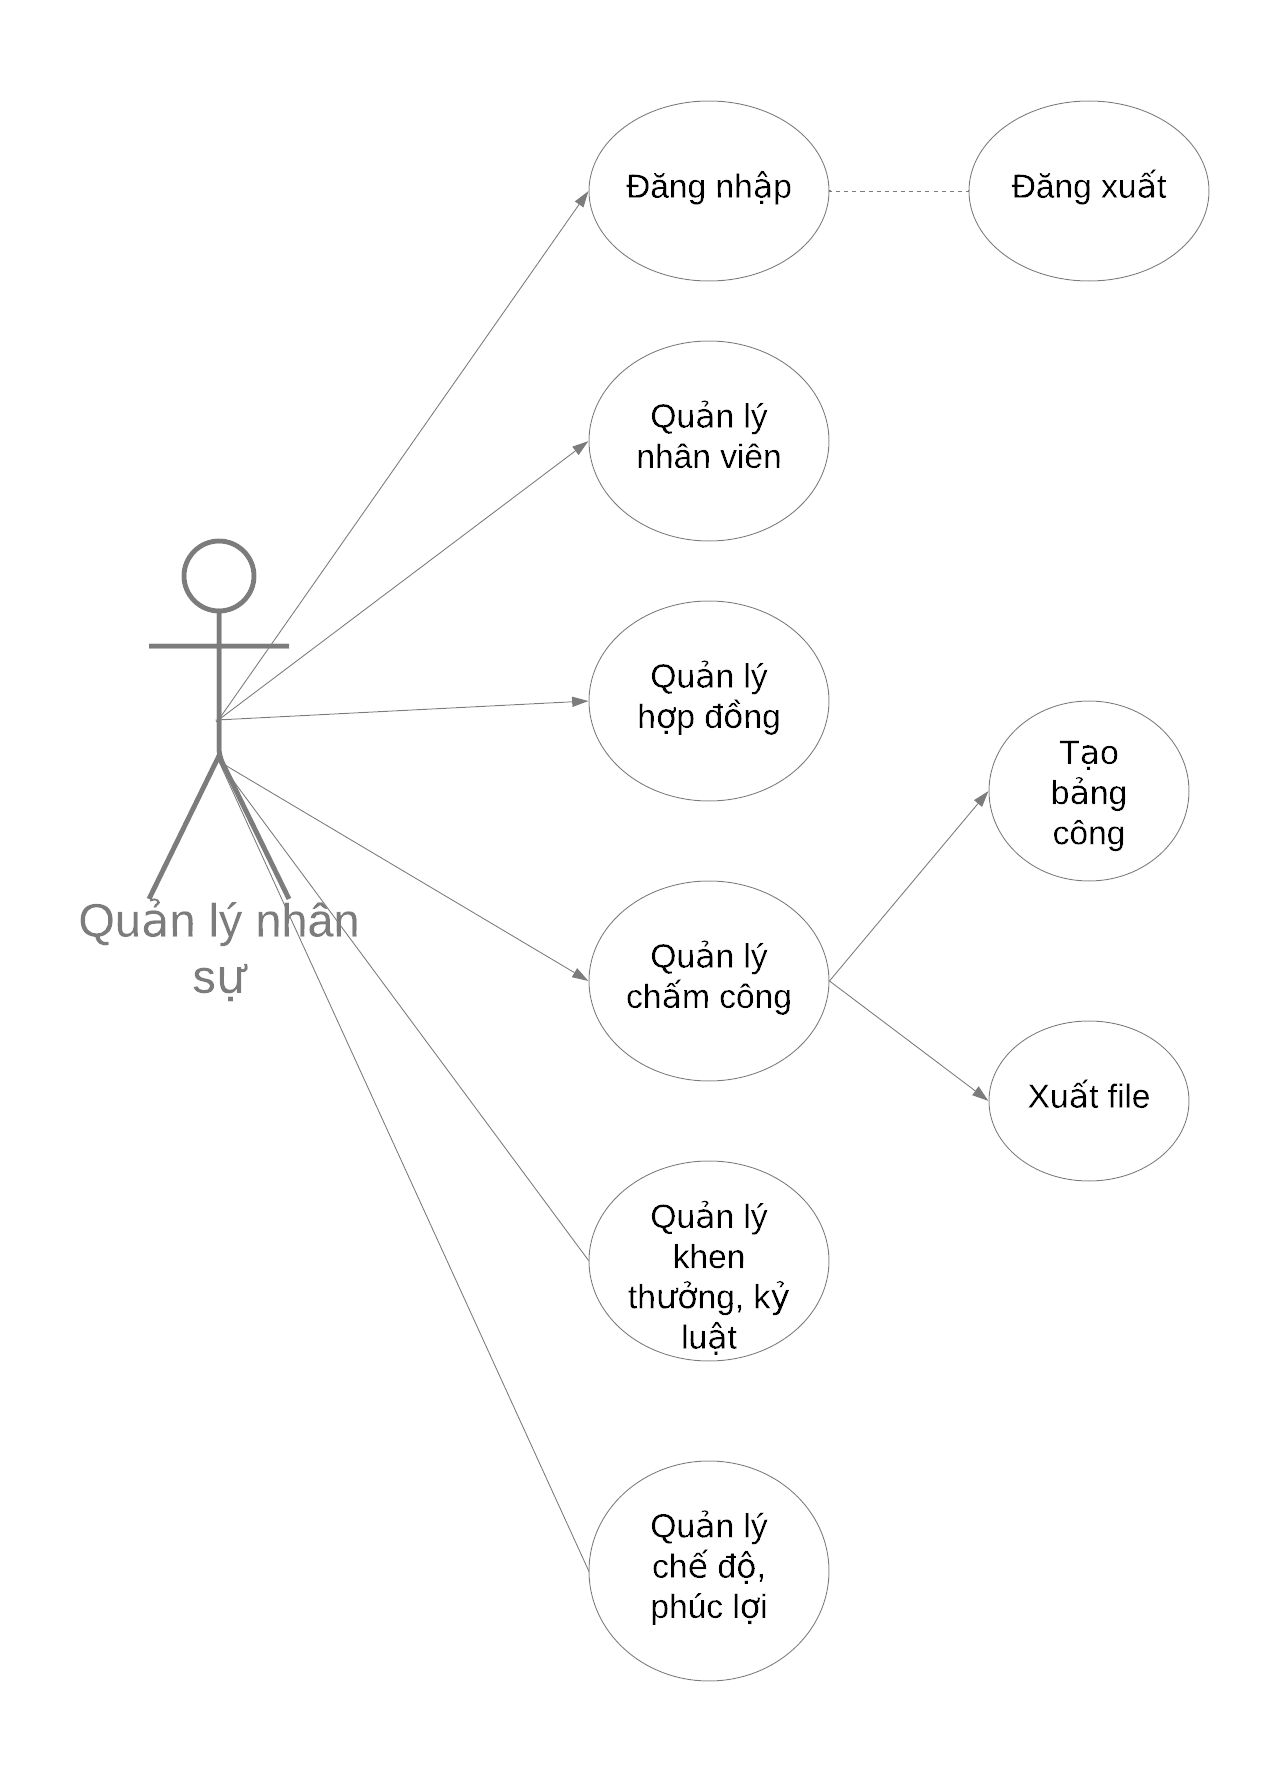 Đăng nhập
Đăng xuất
Quản lý
nhân viên
Quản lý
hợp đồng
Tạo
bảng
công
Quản lý nhân
sự
Quản lý
chấm công
Xuất file
Quản lý
khen
thưởng, kỷ
luật
Quản lý
chế độ,
phúc lợi